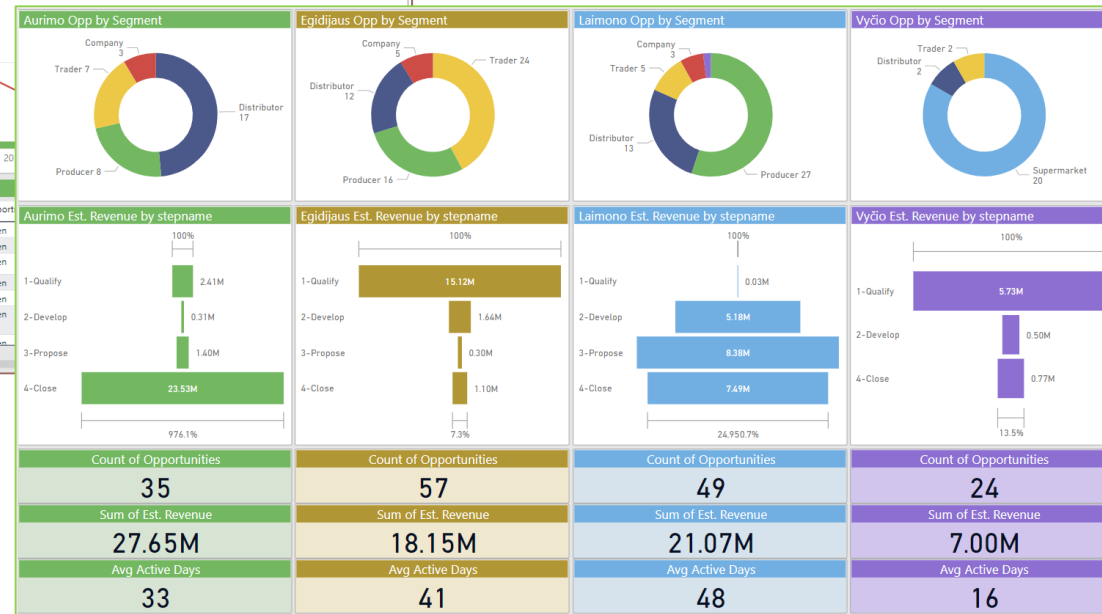 Aurimo Opp by Segment
Company
3
Trader 7
Distributor
17
Producer 8
Egidijaus Opp by Segment
Company
5
Trader 24
Distributor
12
Producer 16
Laimono Opp by Segment
Company
3
Trader 5
Distributor
13
Producer 27
Vyčio Opp by Segment
Trader 2
Distributor
2
Supermarket
20
20
en
en
en
en
en
en
en
Aurimo Est. Revenue by stepname
100%
1-Qualify
2.41M
2-Develop
0.31M
3-Propose
1.40M
4-Close
23.53M
976.1%
Egidijaus Est. Revenue by stepname
100%
1-Qualify
15.12M
2-Develop
1.64M
3-Propose
0.30M
4-Close
1.10M
7.3%
Laimono Est. Revenue by stepname
100%
1-Qualify
0.03M
2-Develop
5.18M
3-Propose
8.38M
4-Close
7.49M
24,950.7%
Vyčio Est. Revenue by stepname
100%
1-Qualify
5.73M
2-Develop
0.50M
4-Close
0.77M
13.5%
Count of Opportunities
35
Sum of Est. Revenue
27.65M
Avg Active Days
33
Count of Opportunities
57
Sum of Est. Revenue
18.15M
Avg Active Days
41
Count of Opportunities
49
Sum of Est. Revenue
21.07M
Avg Active Days
48
Count of Opportunities
24
Sum of Est. Revenue
7.00M
Avg Active Days
16